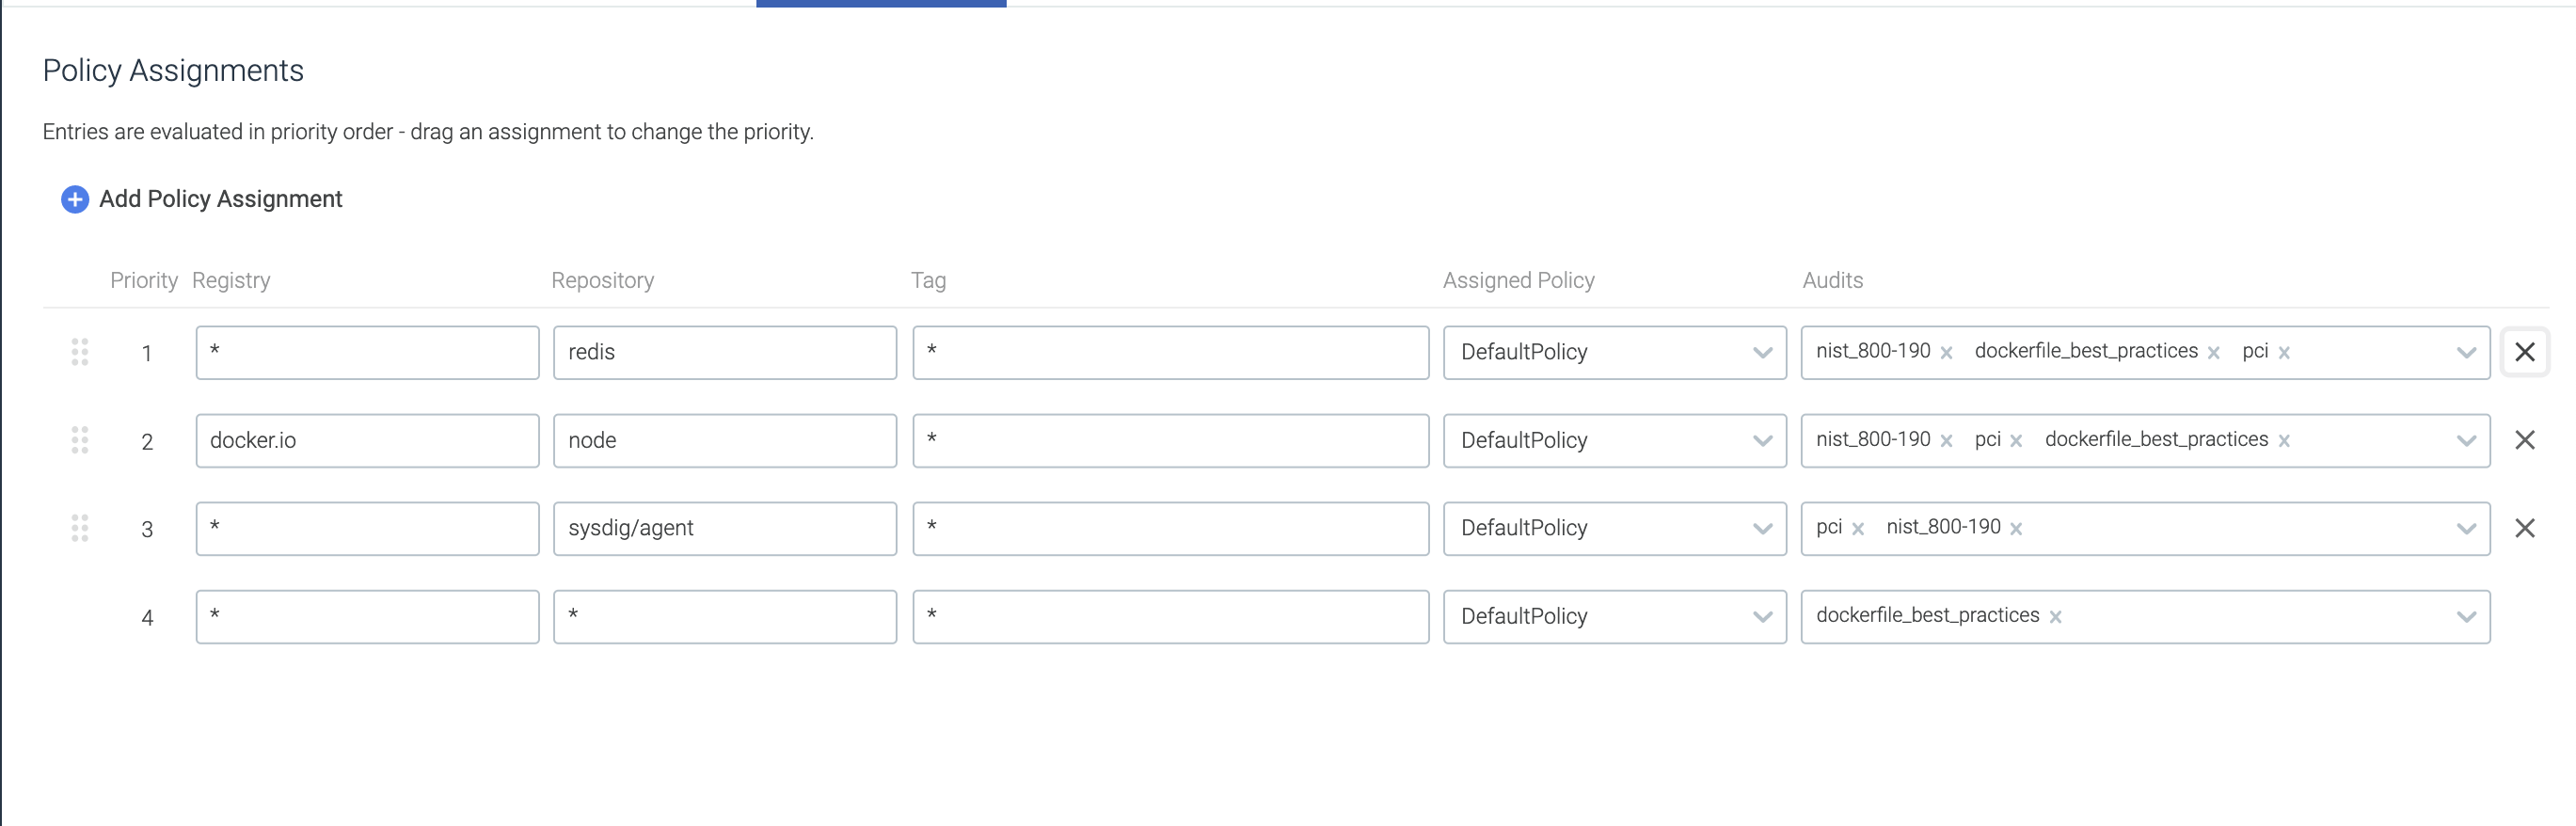 Policy Assignments
Entries are evaluated in priority order - drag an assignment to change the priority.
Add Policy Assignment
Priority Registry Repository Tag Assigned Policy Audits
1 * redis * DefaultPolicy nist_800-190 × dockerfile_best_practices × pci ×
2 docker.io node * DefaultPolicy nist_800-190 × pci × dockerfile_best_practices ×
3 * sysdig/agent * DefaultPolicy pci × nist_800-190 ×
4 * * * DefaultPolicy dockerfile_best_practices ×